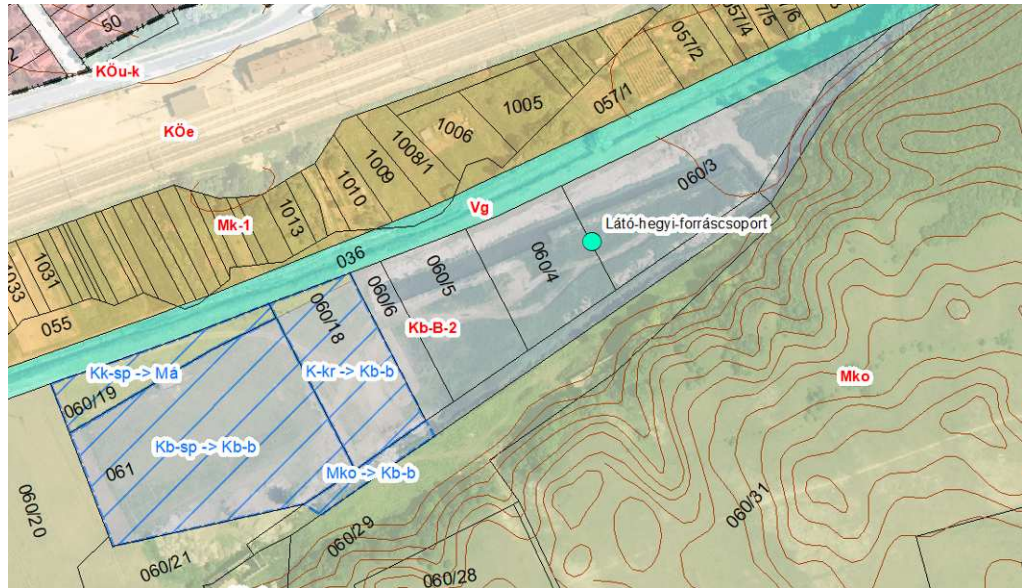 50
057/4
057/5
057/2
KÖu-k
KÖe
1005
057/1
1006
1008/1
1009
1010
060/3
Mk-1
1013
Vg
Látó-hegyi-forráscsoport
1031
1033
036
060/4
055
060/5
060/6
060/18
Kb-B-2
Kk-sp -> Má
K-kr -> Kb-b
Mko
060/19
Kb-sp -> Kb-b
061
Mko -> Kb-b
060/20
060/31
060/29
060/21
060/28